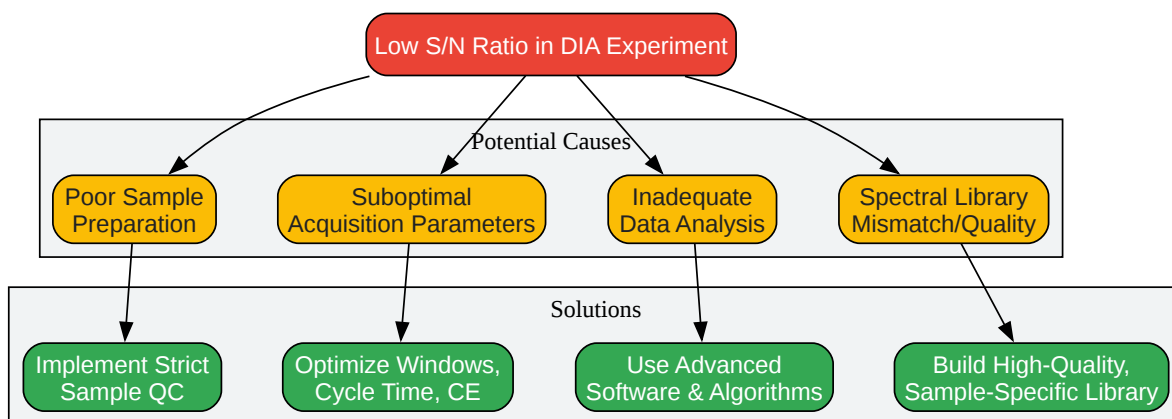 Low S/N Ratio in DIA Experiment
Potential Causes
Poor Sample
Preparation
Suboptimal
Acquisition Parameters
Inadequate
Data Analysis
Spectral Library
Mismatch/Quality
Solutions
Implement Strict
Sample QC
Optimize Windows,
Cycle Time, CE
Use Advanced
Software & Algorithms
Build High-Quality,
Sample-Specific Library